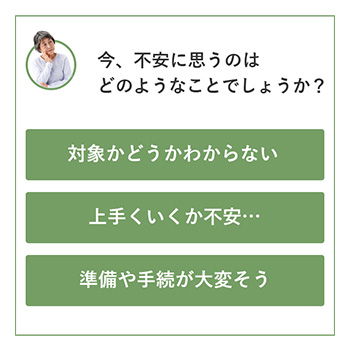 今、不安に思うのは
どのようなことでしょうか？
対象かどうかわからない
上手くいくか不安…
準備や手続が大変そう